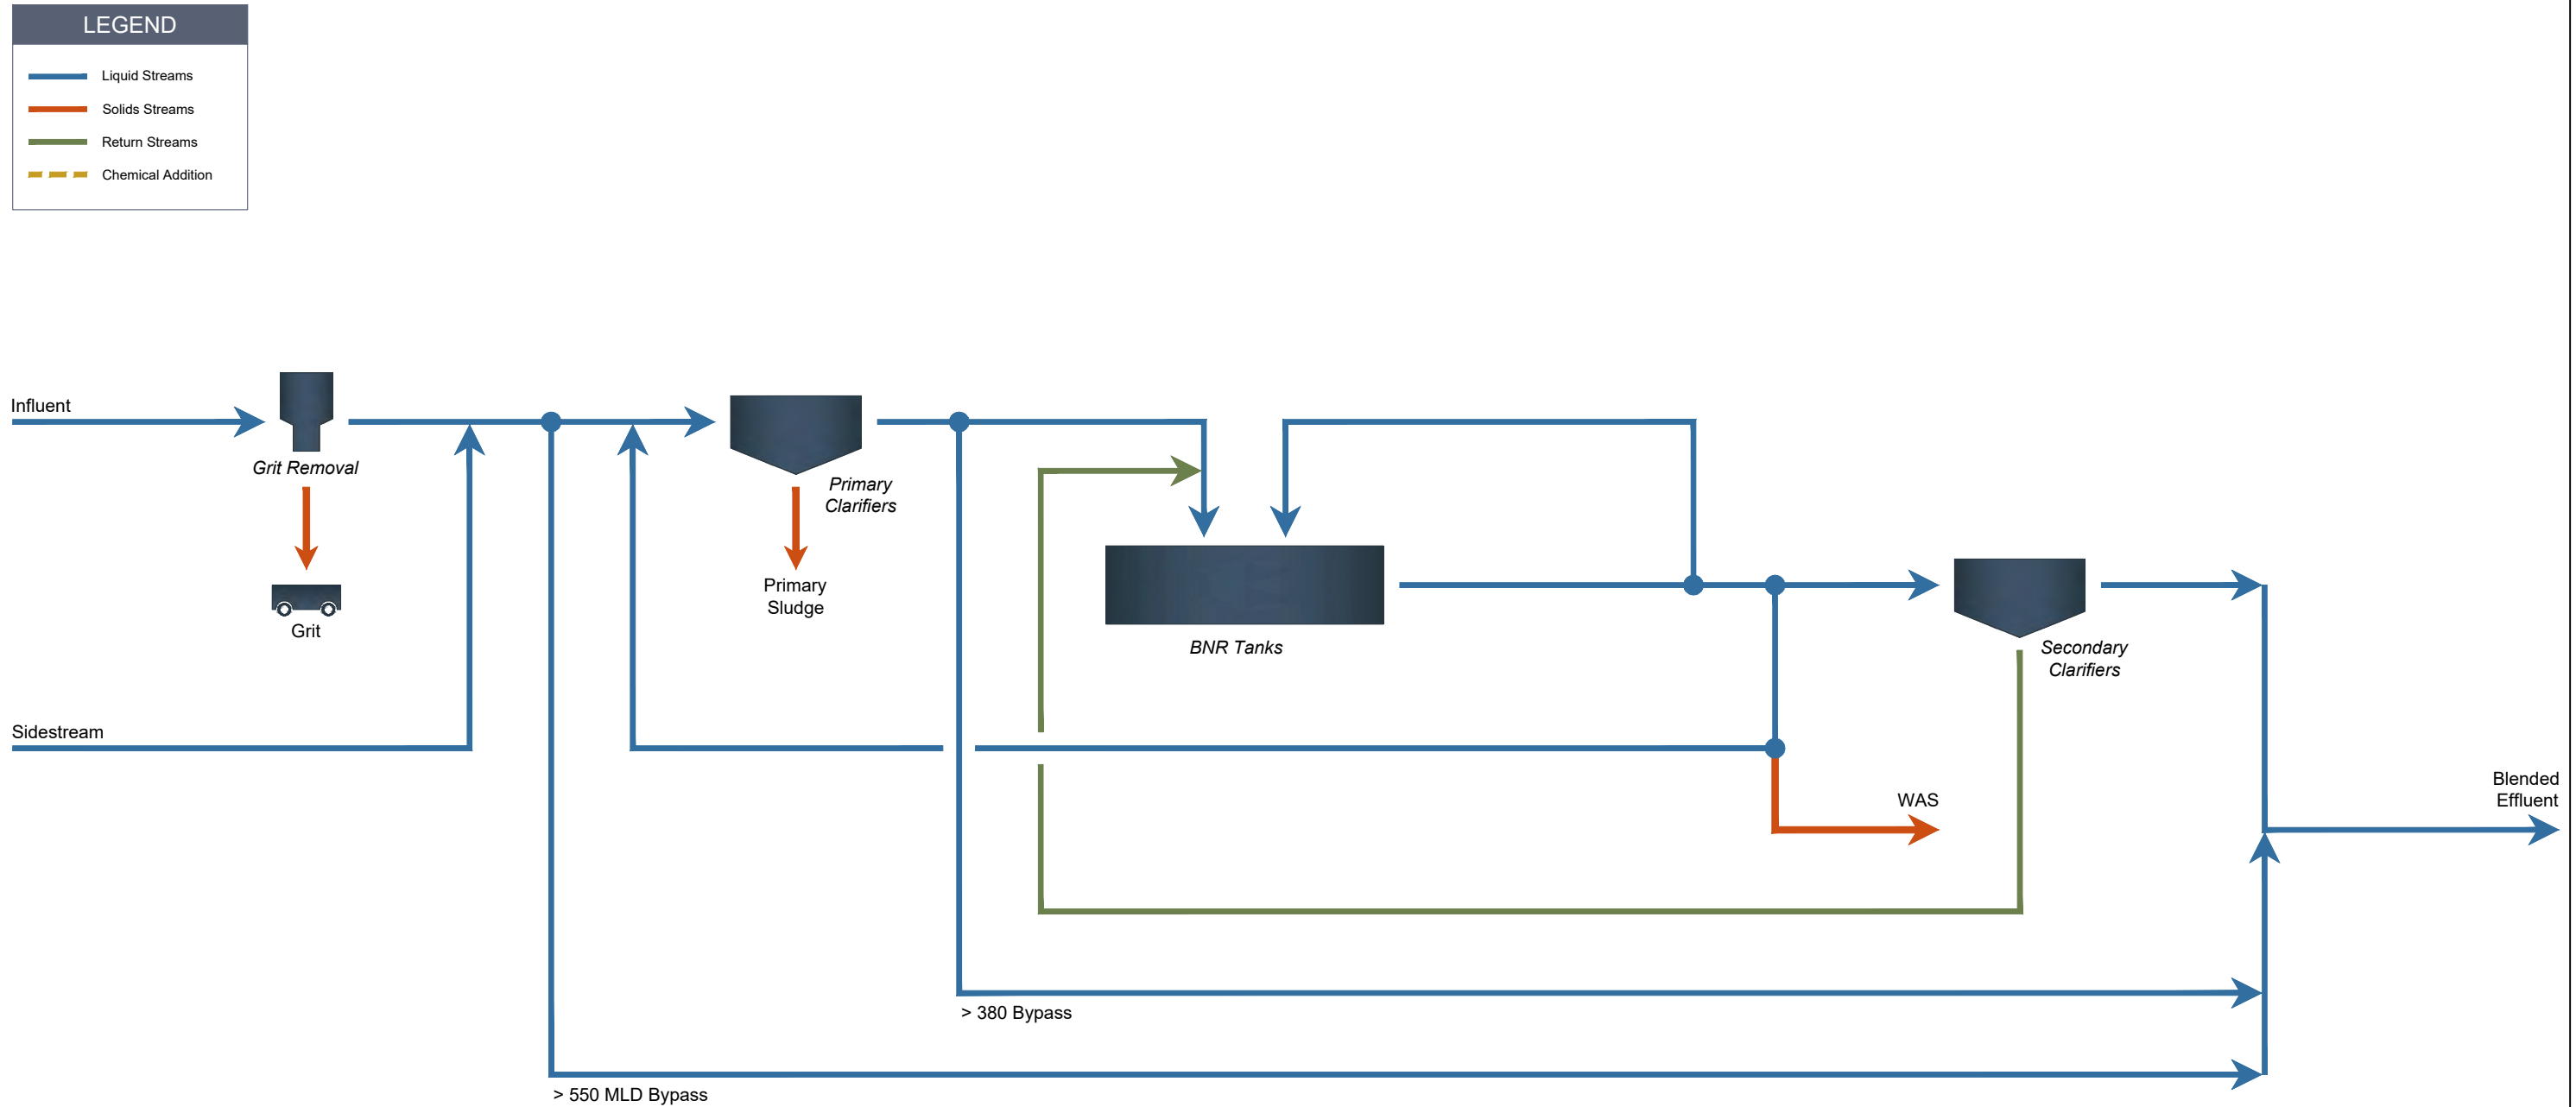 LEGEND
Liquid Streams
Solids Streams
Return Streams
Chemical Addition
Influent
Grit Removal
Primary
Clarifiers
Grit
Primary
Sludge
BNR Tanks
Secondary
Clarifiers
Sidestream
WAS
Blended
Effluent
> 380 Bypass
> 550 MLD Bypass